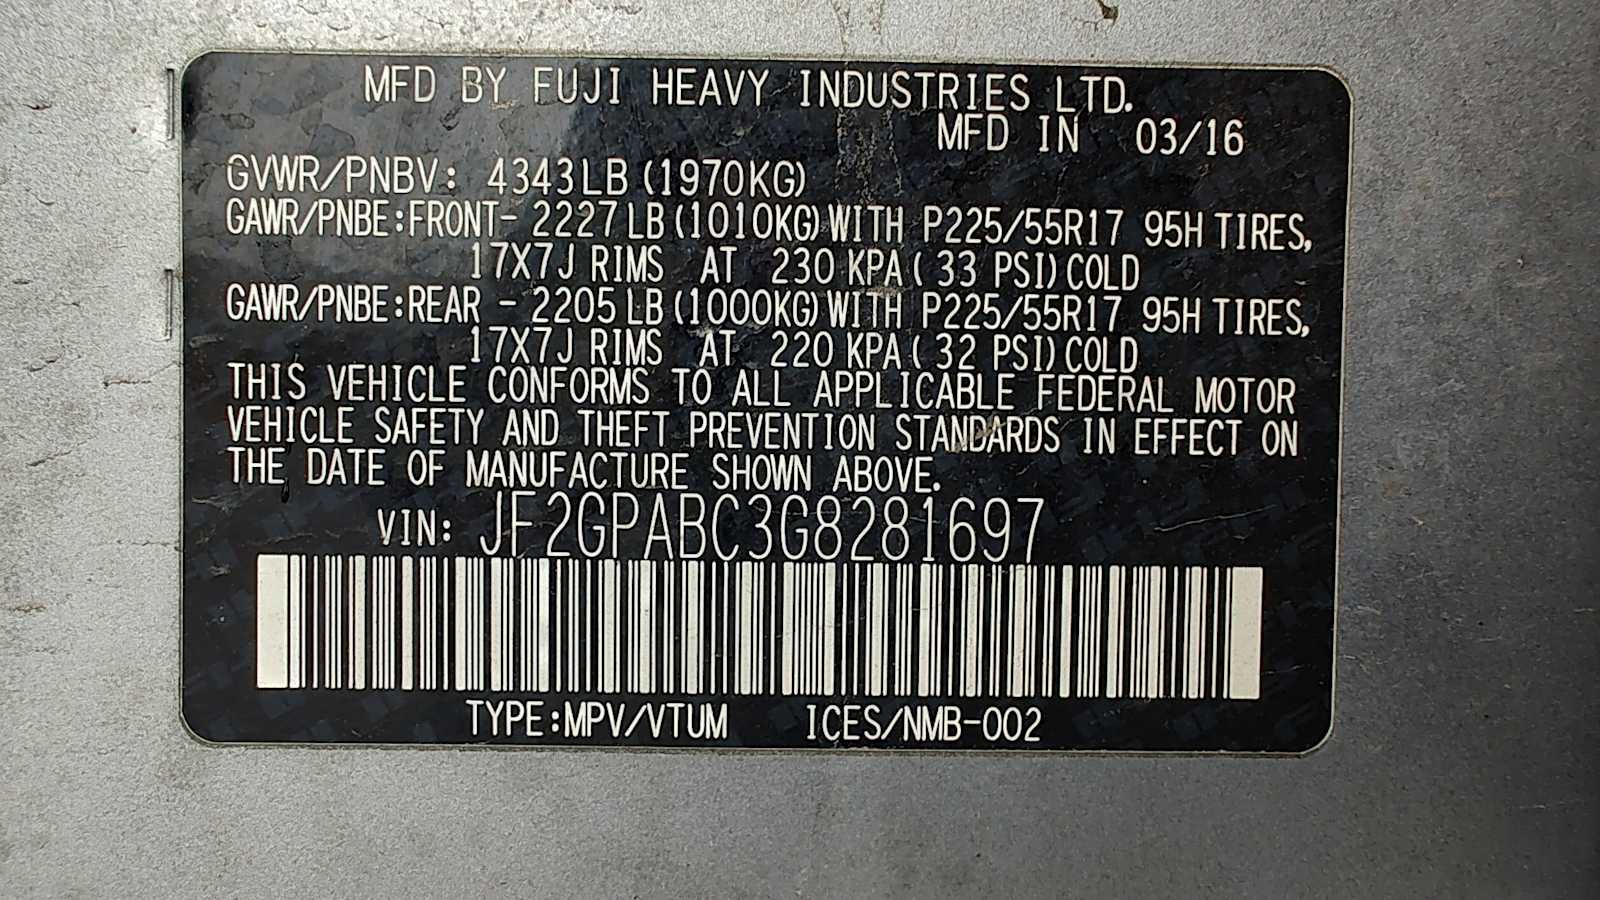 MFD BY FUJI HEAVY INDUSTRIES LTD.
MFD IN 03/16
GVWR/PNBV: 4343LB (1970KG)
GAWR/PNBE:FRONT- 2227LB(1010KG)WITH P225/55R17 95H TIRES,
17X7J RIMS AT 230 KPA( 33 PSI)COLD
GAWR/PNBE:REAR - 2205LB(1000KG)WITH P225/55R17 95H TIRES,
17X7J RIMS AT 220 KPA( 32 PSI)COLD
THIS VEHICLE CONFORMS TO ALL APPLICABLE FEDERAL MOTOR
VEHICLE SAFETY AND THEFT PREVENTION STANDARDS IN EFFECT ON
THE DATE OF MANUFACTURE SHOWN ABOVE.
VIN: JF2GPABC3G8281697
TYPE:MPV/VTUM ICES/NMB-002